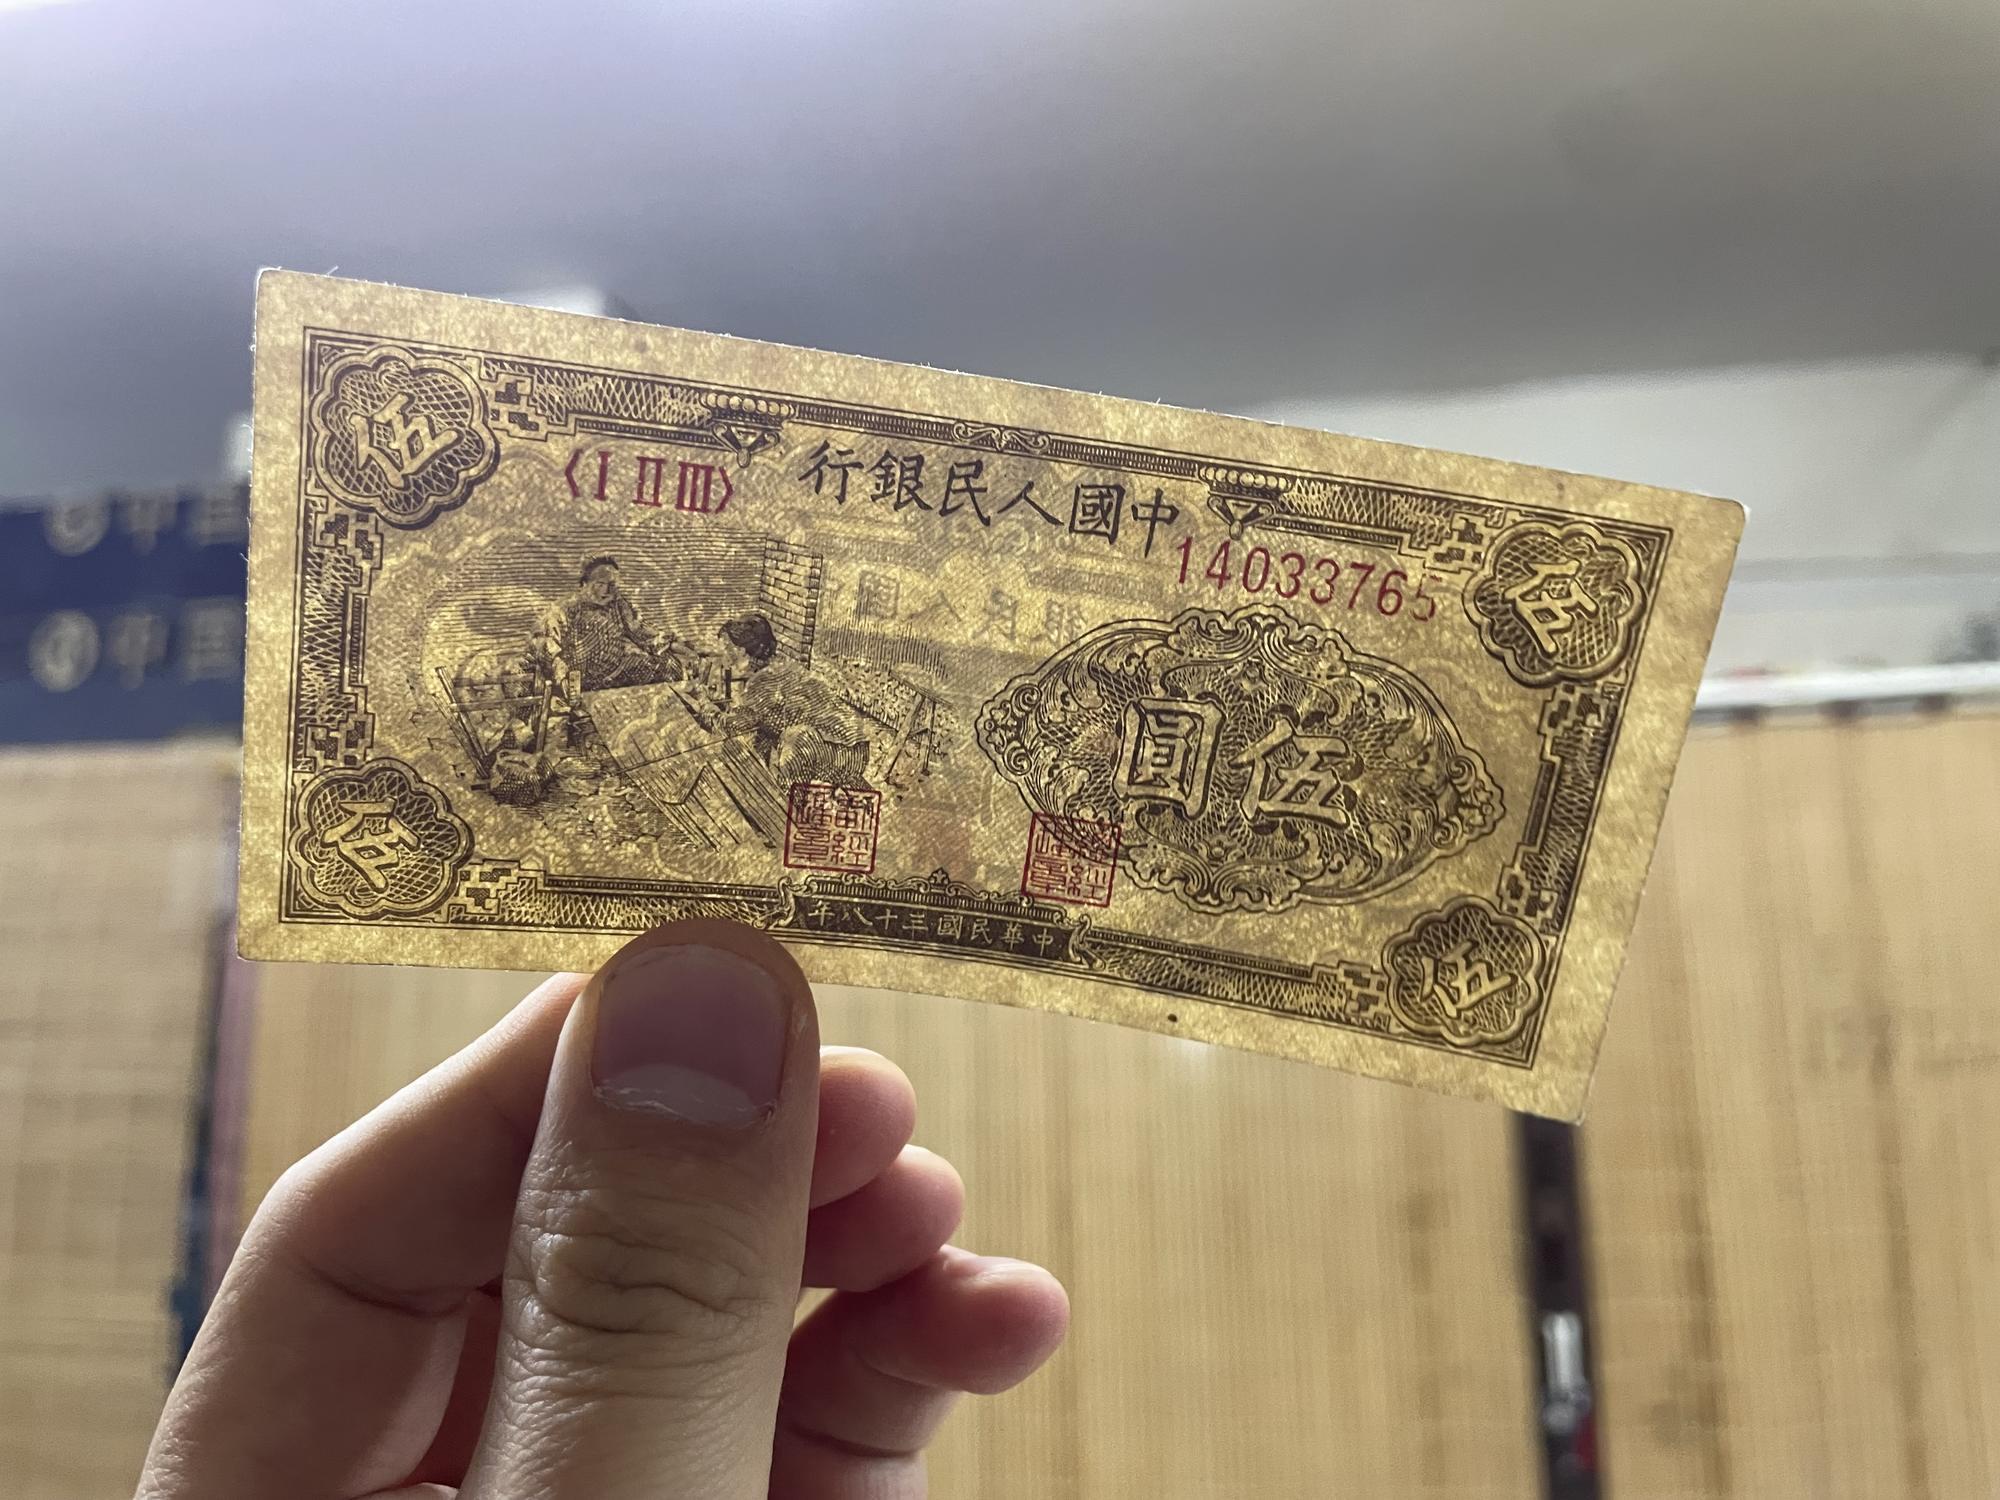 伍
伍
〈I II III〉
中國人民銀行
14033765
伍圓
中華民國三十八年
伍
伍